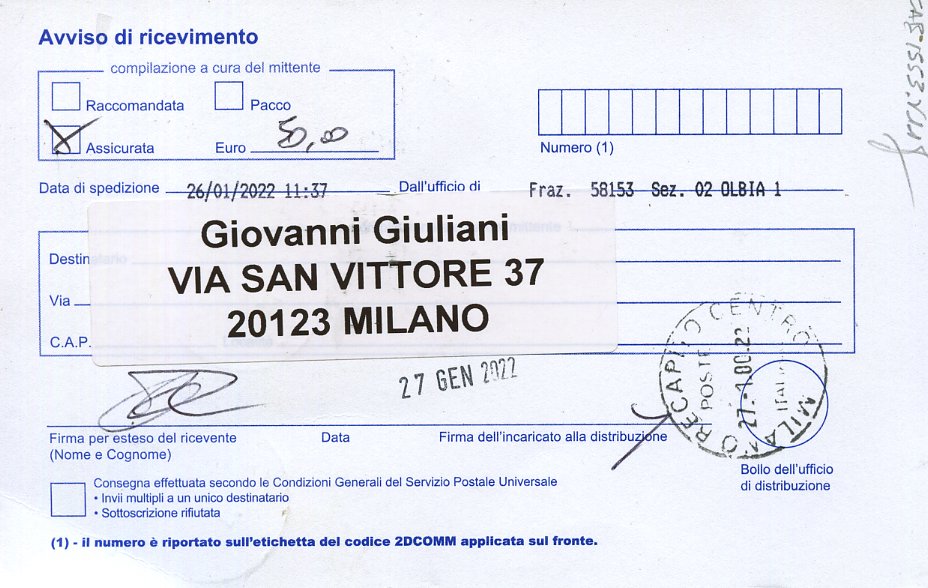 Avviso di ricevimento
compilazione a cura del mittente
Raccomandata Pacco
Assicurata Euro 50,00
Numero (1)
Data di spedizione 26/01/2022 11:37 Dall'ufficio di Fraz. 58153 Sez. 02 OLBIA 1
Giovanni Giuliani
Destinatario
VIA SAN VITTORE 37
Via
20123 MILANO
C.A.P.
27 GEN 2022
RECAPITO CENTRO
MILANO
POSTE
27.-1.00.22
ITAL
Firma per esteso del ricevente Data Firma dell'incaricato alla distribuzione
(Nome e Cognome)
Bollo dell'ufficio
di distribuzione
Consegna effettuata secondo le Condizioni Generali del Servizio Postale Universale
• Invii multipli a un unico destinatario
• Sottoscrizione rifiutata
(1) - il numero è riportato sull'etichetta del codice 2DCOMM applicata sul fronte.